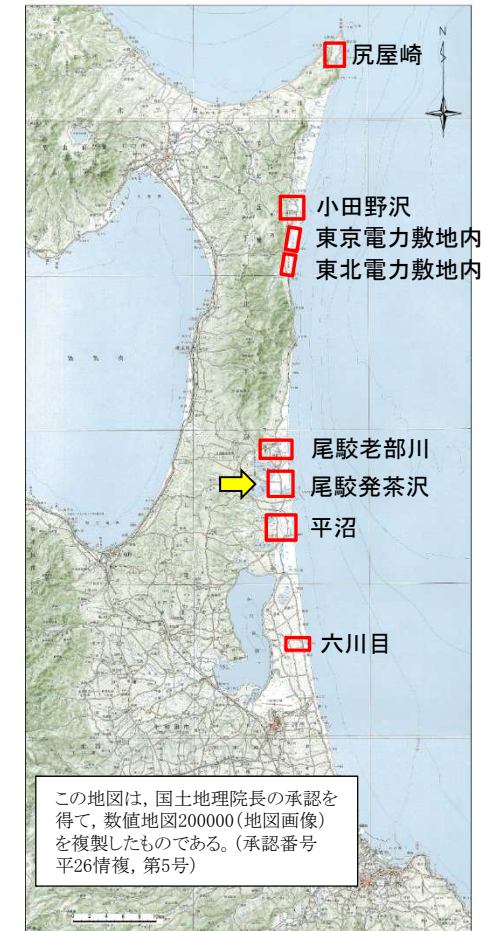 N
尻屋崎
小田野沢
東京電力敷地内
東北電力敷地内
尾駮老部川
尾駮発茶沢
平沼
六川目
この地図は，国土地理院長の承認を
得て，数値地図200000（地図画像）
を複製したものである。（承認番号
平26情複，第5号）